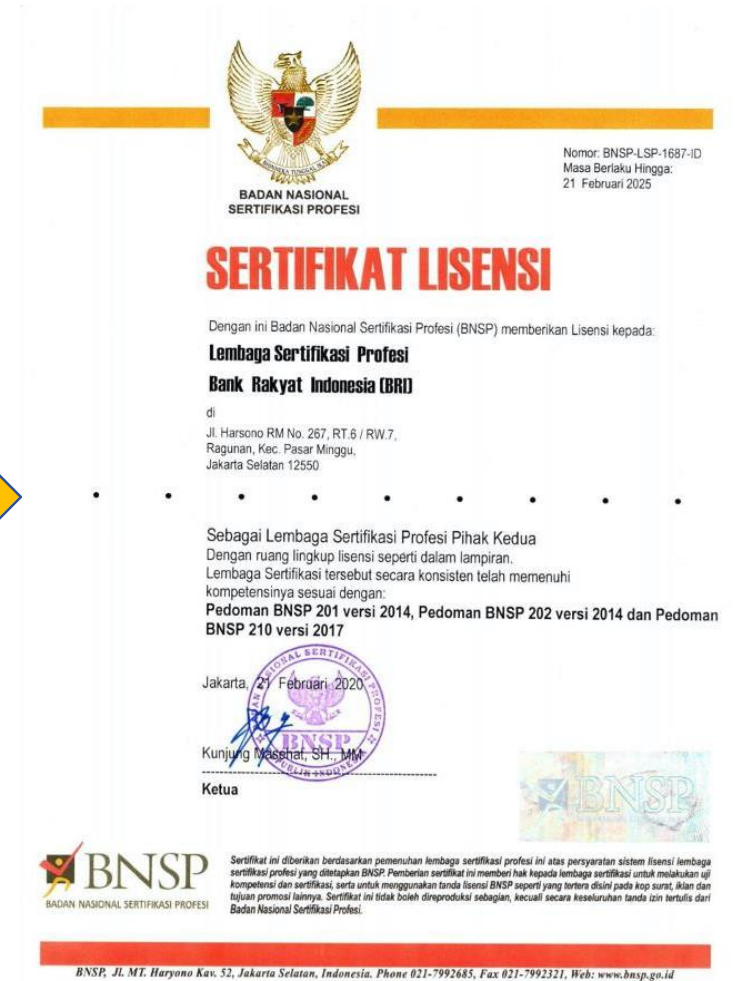 BHINNEKA TUNGGAL IKA
BADAN NASIONAL
SERTIFIKASI PROFESI
Nomor: BNSP-LSP-1687-ID
Masa Berlaku Hingga:
21 Februari 2025
SERTIFIKAT LISENSI
Dengan ini Badan Nasional Sertifikasi Profesi (BNSP) memberikan Lisensi kepada:
Lembaga Sertifikasi Profesi
Bank Rakyat Indonesia (BRI)
di
Jl. Harsono RM No. 267, RT.6 / RW.7,
Ragunan, Kec. Pasar Minggu,
Jakarta Selatan 12550
Sebagai Lembaga Sertifikasi Profesi Pihak Kedua
Dengan ruang lingkup lisensi seperti dalam lampiran.
Lembaga Sertifikasi tersebut secara konsisten telah memenuhi
kompetensinya sesuai dengan:
Pedoman BNSP 201 versi 2014, Pedoman BNSP 202 versi 2014 dan Pedoman
BNSP 210 versi 2017
Jakarta, 21 Februari 2020
BADAN NASIONAL SERTIFIKASI PROFESI
BNSP
REPUBLIK INDONESIA
Kunjung Masehat, SH., MM
Ketua
BNSP
BNSP
BADAN NASIONAL SERTIFIKASI PROFESI
Sertifikat ini diberikan berdasarkan pemenuhan lembaga sertifikasi profesi ini atas persyaratan sistem lisensi lembaga
sertifikasi profesi yang ditetapkan BNSP. Pemberian sertifikat ini memberi hak kepada lembaga sertifikasi untuk melakukan uji
kompetensi dan sertifikasi, serta untuk menggunakan tanda lisensi BNSP seperti yang tertera disini pada kop surat, iklan dan
tujuan promosi lainnya. Sertifikat ini tidak boleh direproduksi sebagian, kecuali secara keseluruhan tanda izin tertulis dari
Badan Nasional Sertifikasi Profesi.
BNSP, Jl. MT. Haryono Kav. 52, Jakarta Selatan, Indonesia. Phone 021-7992685, Fax 021-7992321, Web: www.bnsp.go.id